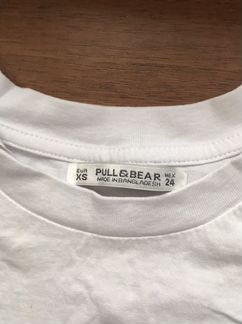 EUR PULL&BEAR MEX
XS MADE IN BANGLADESH 24